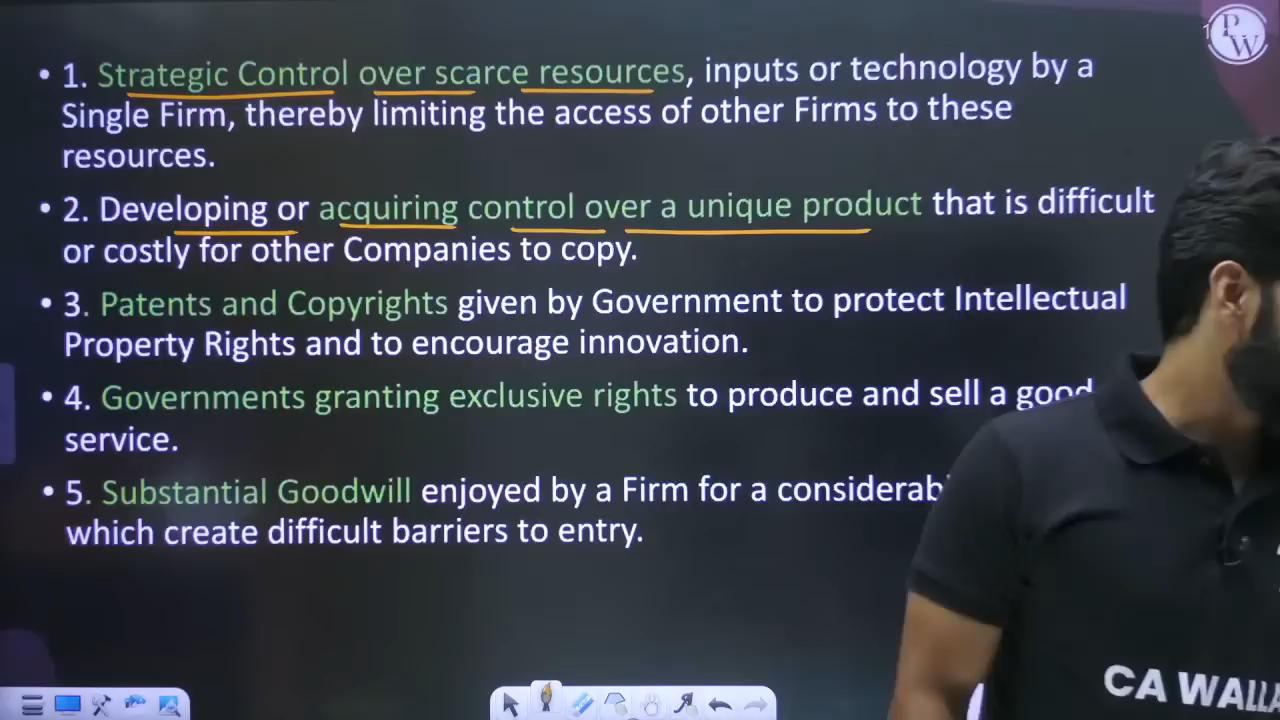 PW
• 1. Strategic Control over scarce resources, inputs or technology by a
Single Firm, thereby limiting the access of other Firms to these
resources.
• 2. Developing or acquiring control over a unique product that is difficult
or costly for other Companies to copy.
• 3. Patents and Copyrights given by Government to protect Intellectual
Property Rights and to encourage innovation.
• 4. Governments granting exclusive rights to produce and sell a good
service.
• 5. Substantial Goodwill enjoyed by a Firm for a
which create difficult barriers to entry.
CA